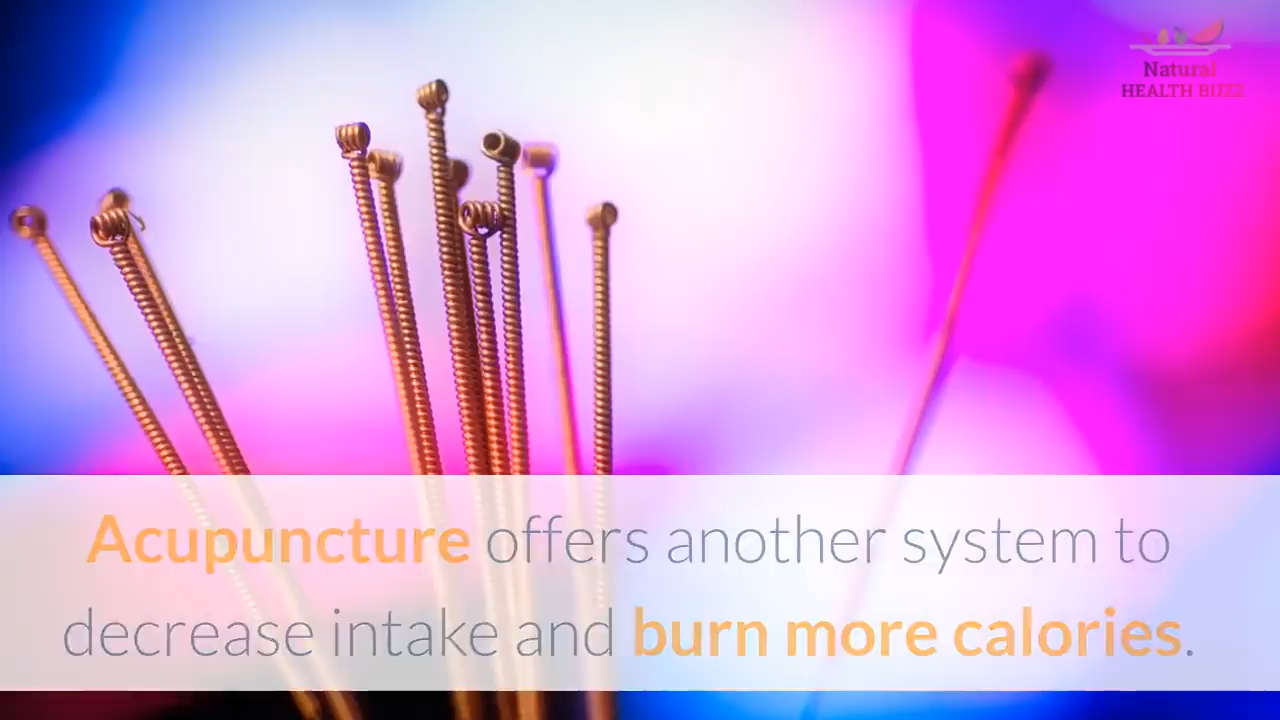 Natural
HEALTH BUZZ
Acupuncture offers another system to
decrease intake and burn more calories.